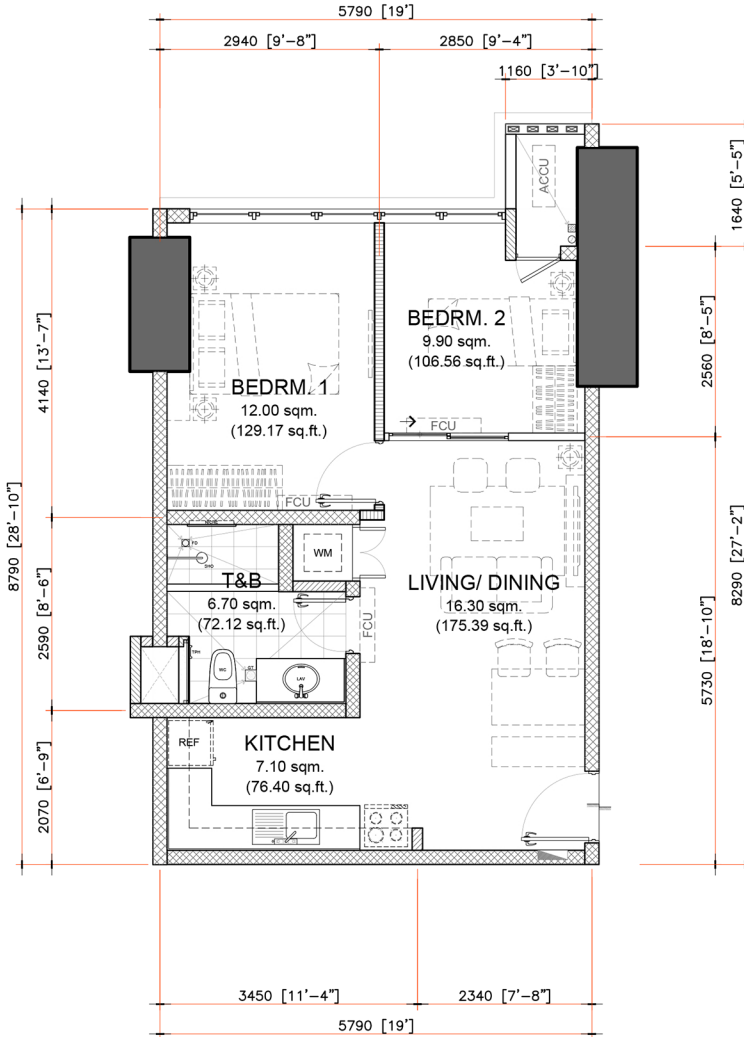 5790 [19']
2940 [9'-8"]
2850 [9'-4"]
1160 [3'-10"]
1640 [5'-5"]
ACCU
4140 [13'-7"]
2560 [8'-5"]
BEDRM. 2
9.90 sqm.
(106.56 sq.ft.)
BEDRM. 1
12.00 sqm.
(129.17 sq.ft.)
FCU
FCU
8790 [28'-10"]
8290 [27'-2"]
FD
SHO
WM
T&B
6.70 sqm.
(72.12 sq.ft.)
LIVING/ DINING
16.30 sqm.
(175.39 sq.ft.)
2590 [8'-6"]
FCU
TPH
WC
LAV
5730 [18'-10"]
REF
KITCHEN
7.10 sqm.
(76.40 sq.ft.)
2070 [6'-9"]
3450 [11'-4"]
2340 [7'-8"]
5790 [19']